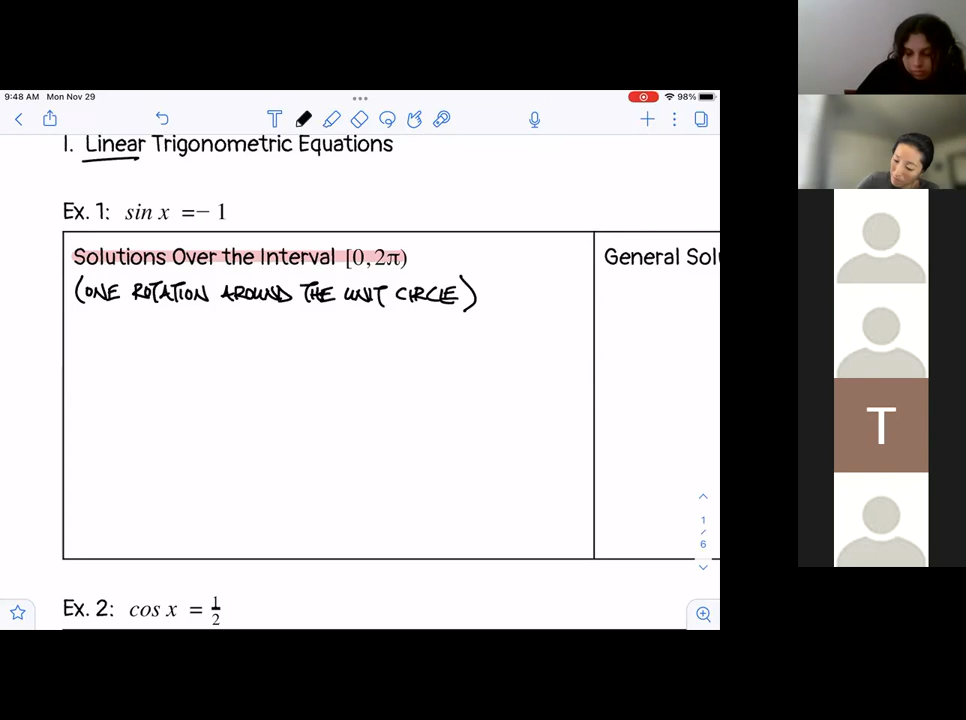 9:48 AM Mon Nov 29
98%
T
I. Linear Trigonometric Equations
Ex. 1: sin x = − 1
Solutions Over the Interval [0, 2π)
General Sol
(ONE ROTATION AROUND THE UNIT CIRCLE)
1
/
6
Ex. 2: cos x = 1/2
T